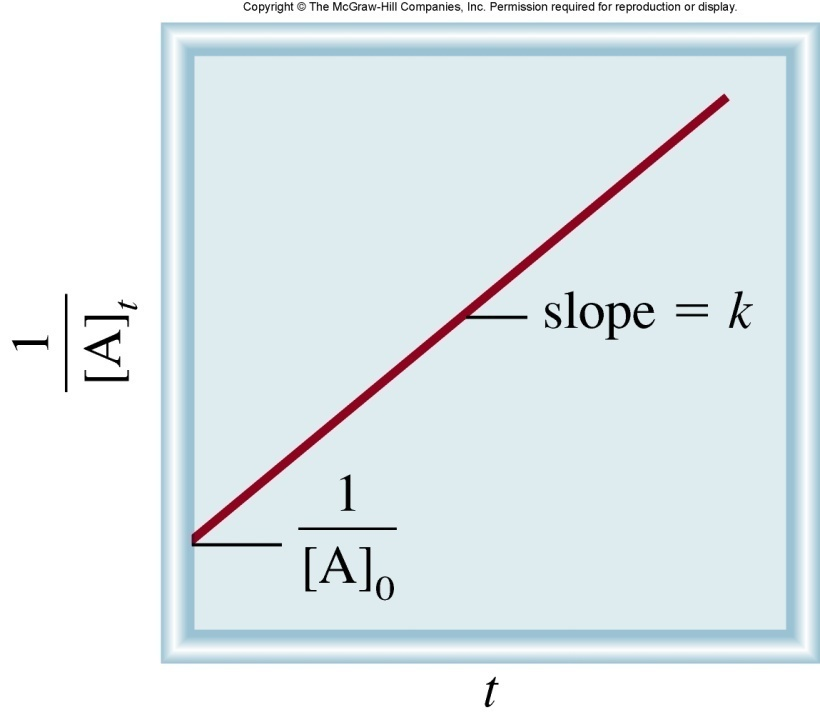 Copyright © The McGraw-Hill Companies, Inc. Permission required for reproduction or display.
1
[A]t
slope = k
1
[A]0
t